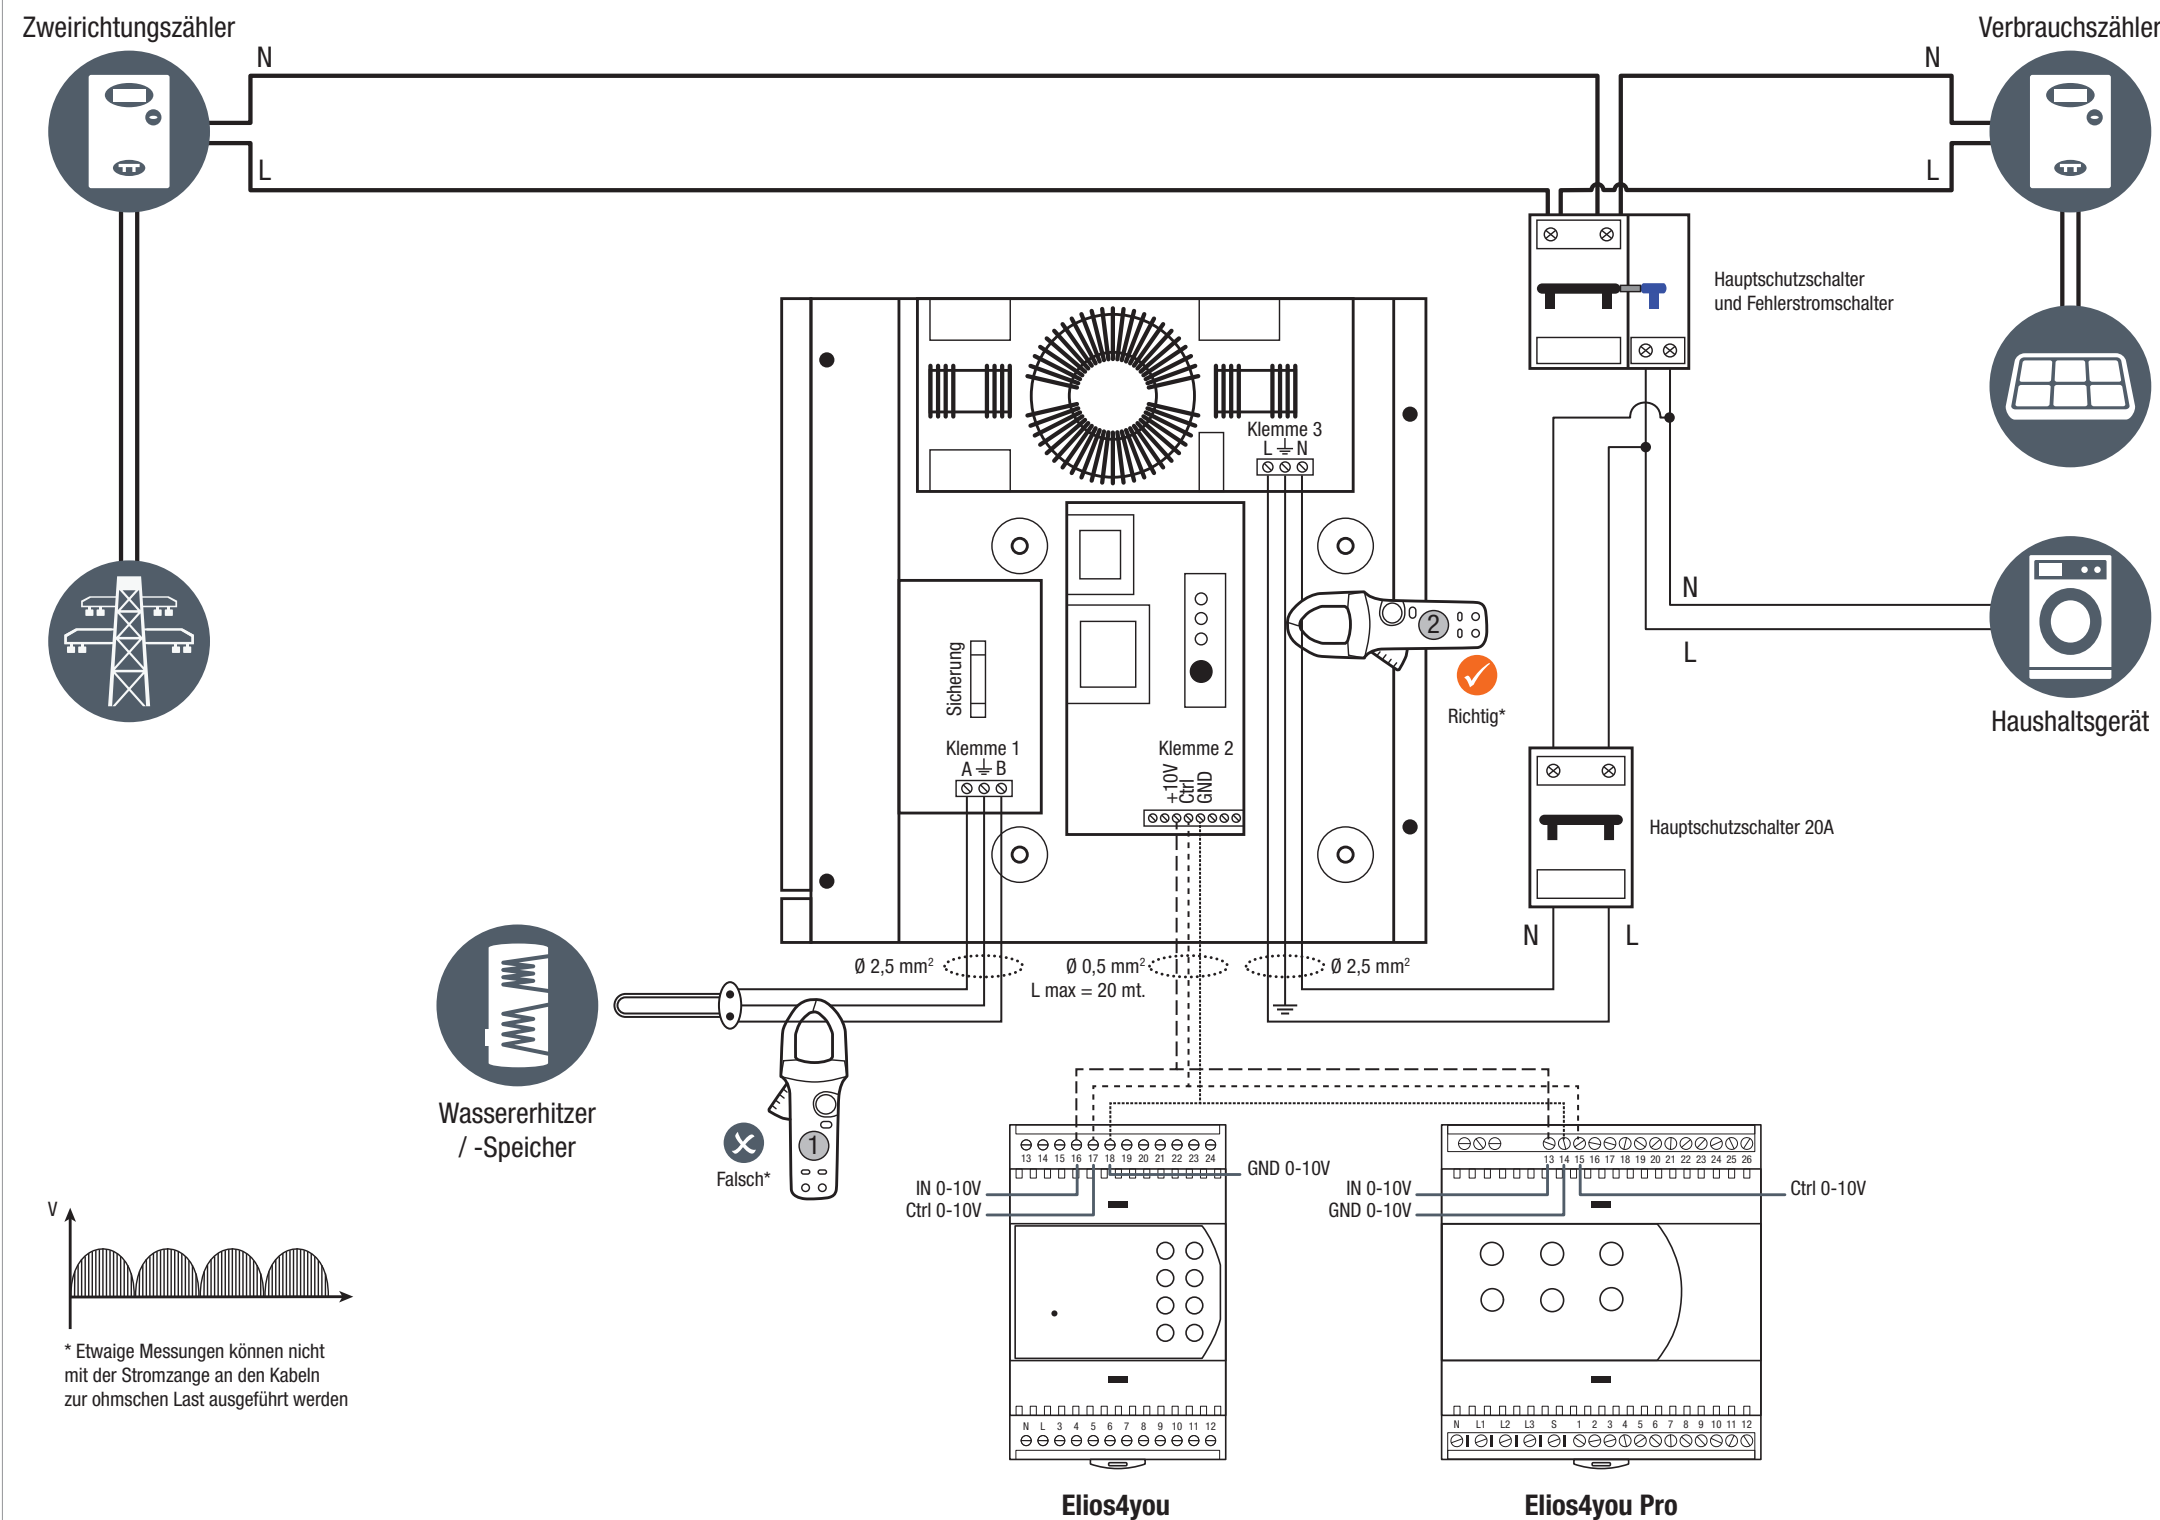 Zweirichtungszähler
Verbrauchszähler
N
N
L
L
Hauptschutzschalter
und Fehlerstromschalter
Klemme 3
L N
N
L
2
Richtig*
Haushaltsgerät
Sicherung
Klemme 1
A B
Klemme 2
+10V
Ctrl
GND
Hauptschutzschalter 20A
N L
Ø 2,5 mm²
Ø 0,5 mm²
L max = 20 mt.
Ø 2,5 mm²
Wassererhitzer
/ -Speicher
1
Falsch*
13 14 15 16 17 18 19 20 21 22 23 24
GND 0-10V
IN 0-10V
Ctrl 0-10V
13 14 15 16 17 18 19 20 21 22 23 24 25 26
IN 0-10V
GND 0-10V
Ctrl 0-10V
V
* Etwaige Messungen können nicht
mit der Stromzange an den Kabeln
zur ohmschen Last ausgeführt werden
N L 3 4 5 6 7 8 9 10 11 12
N L1 L2 L3 S 1 2 3 4 5 6 7 8 9 10 11 12
Elios4you
Elios4you Pro